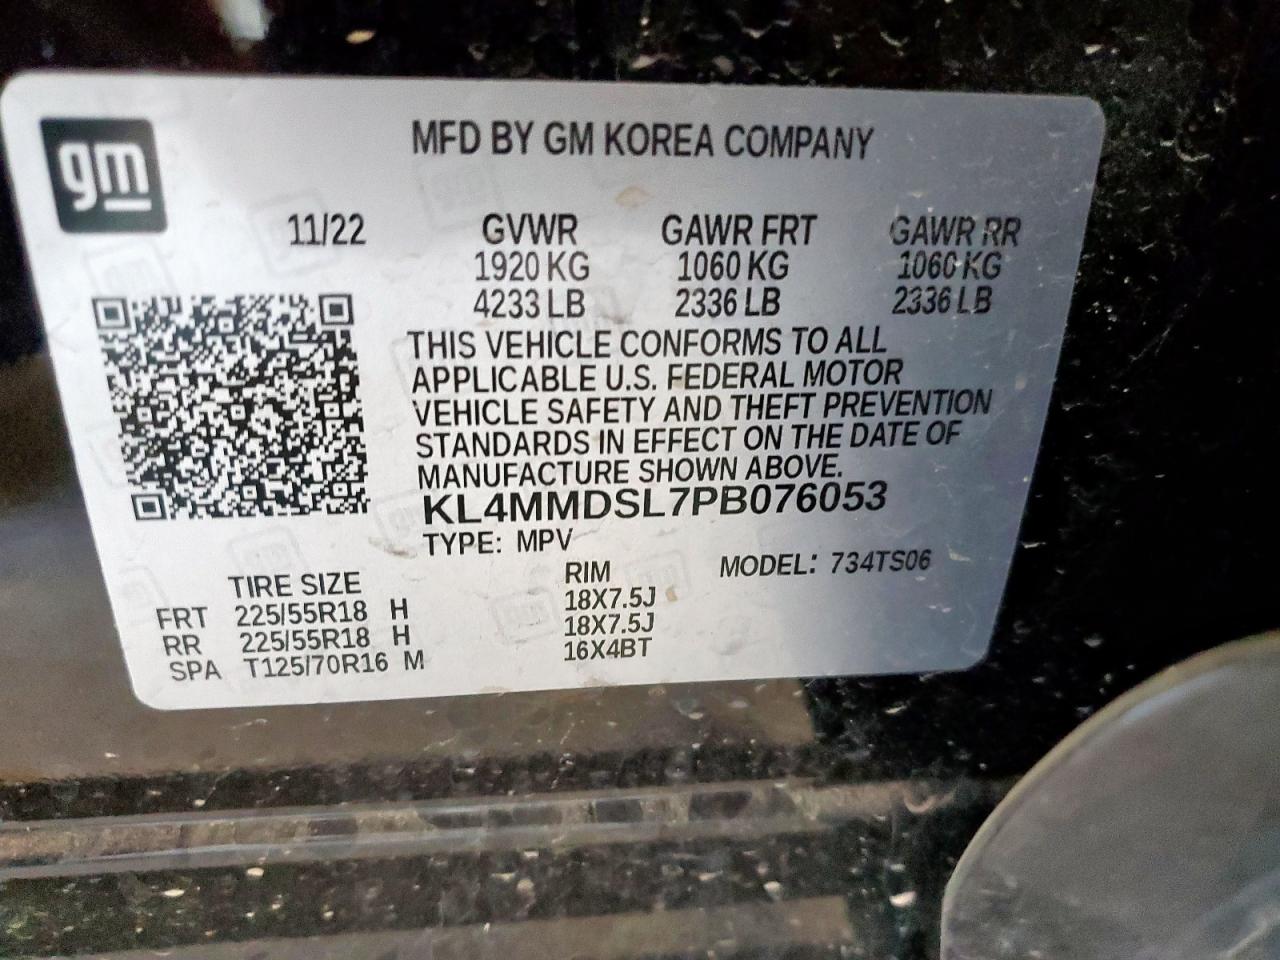 gm
MFD BY GM KOREA COMPANY
11/22 GVWR GAWR FRT GAWR RR
1920 KG 1060 KG 1060 KG
4233 LB 2336 LB 2336 LB
THIS VEHICLE CONFORMS TO ALL
APPLICABLE U.S. FEDERAL MOTOR
VEHICLE SAFETY AND THEFT PREVENTION
STANDARDS IN EFFECT ON THE DATE OF
MANUFACTURE SHOWN ABOVE.
KL4MMDSL7PB076053
TYPE: MPV
MODEL: 734TS06
TIRE SIZE RIM
FRT 225/55R18 H 18X7.5J
RR 225/55R18 H 18X7.5J
SPA T125/70R16 M 16X4BT